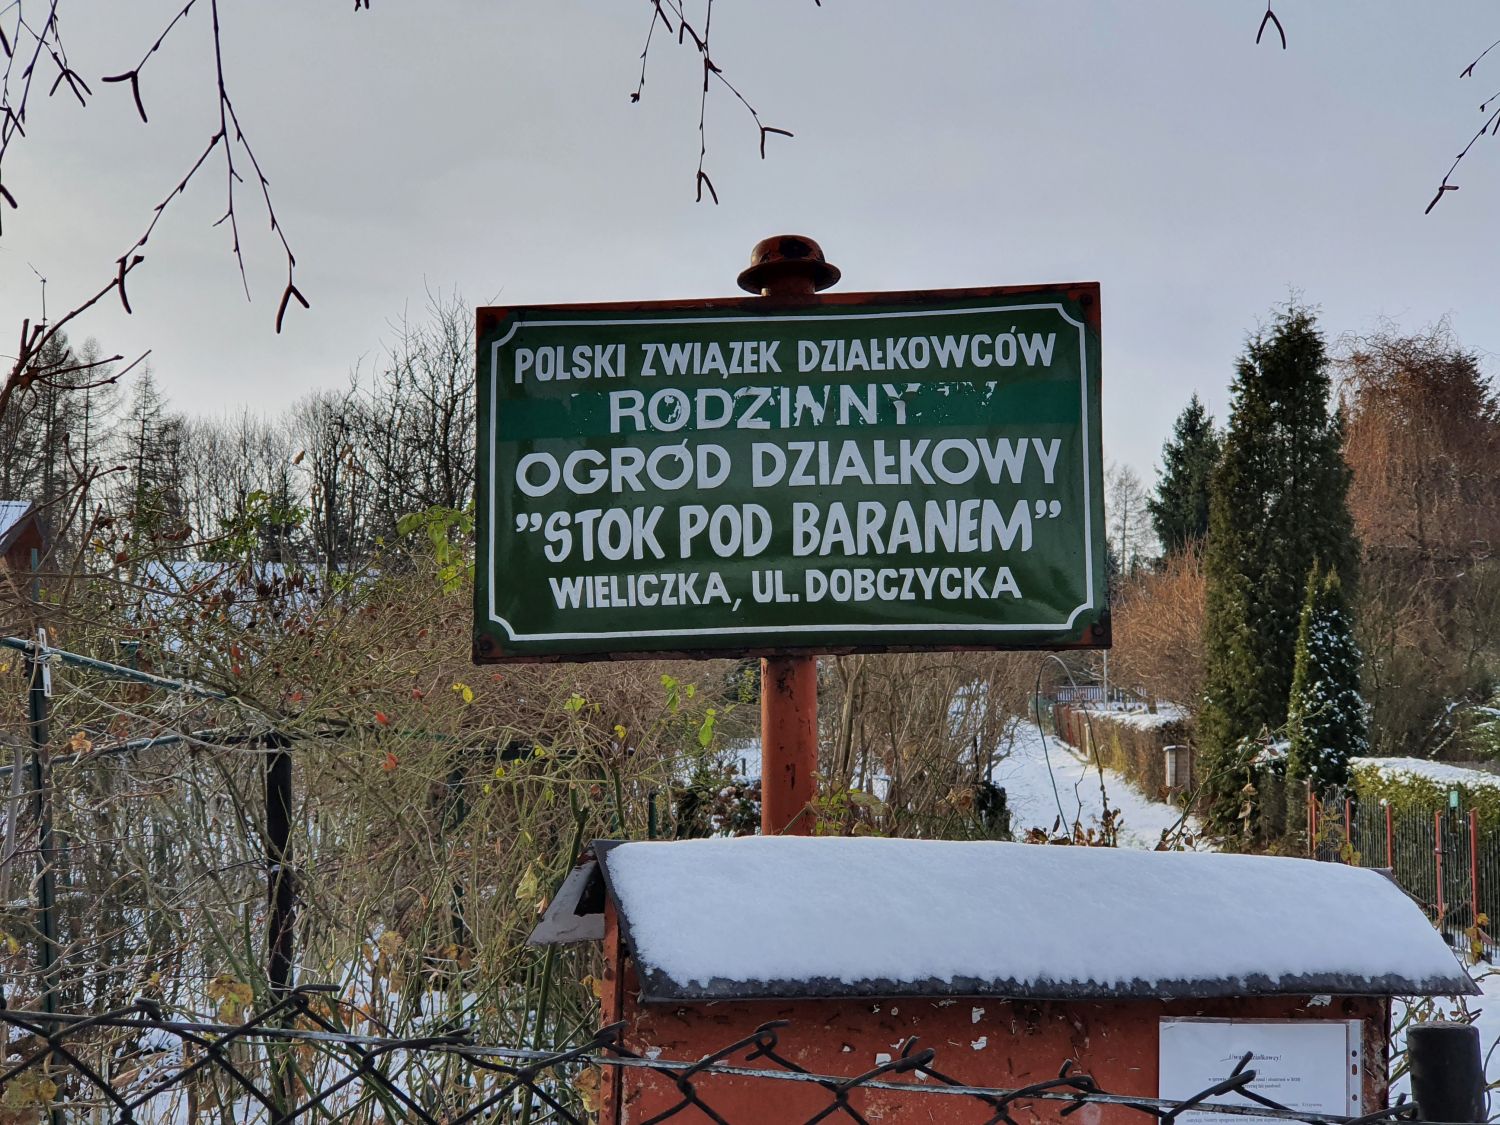 POLSKI ZWIĄZEK DZIAŁKOWCÓW
RODZINNY
OGRÓD DZIAŁKOWY
”STOK POD BARANEM”
WIELICZKA, UL. DOBCZYCKA